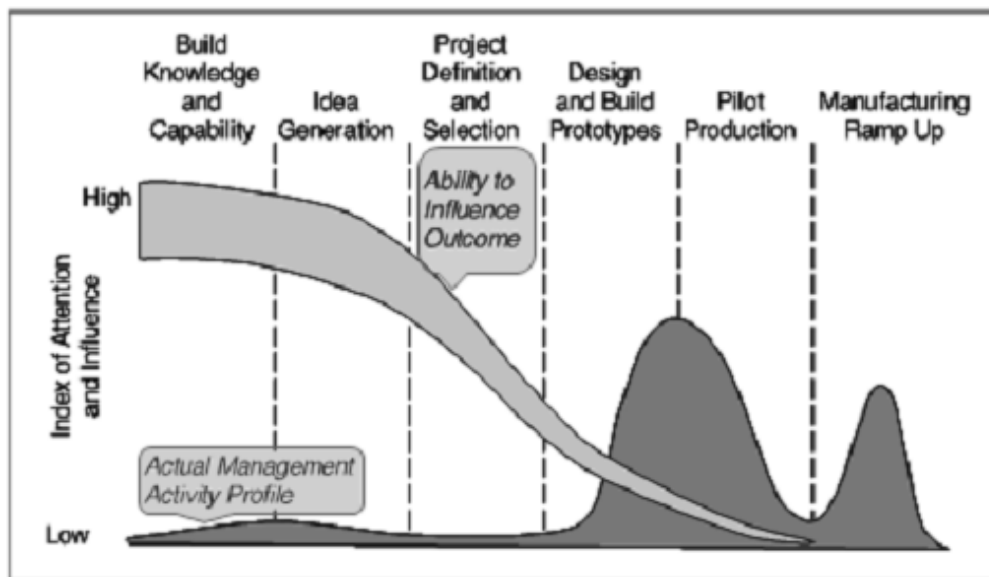 Build
Knowledge
and
Capability
Idea
Generation
Project
Definition
and
Selection
Design
and Build
Prototypes
Pilot
Production
Manufacturing
Ramp Up
High
Ability to
Influence
Outcome
Index of Attention
and Influence
Actual Management
Activity Profile
Low